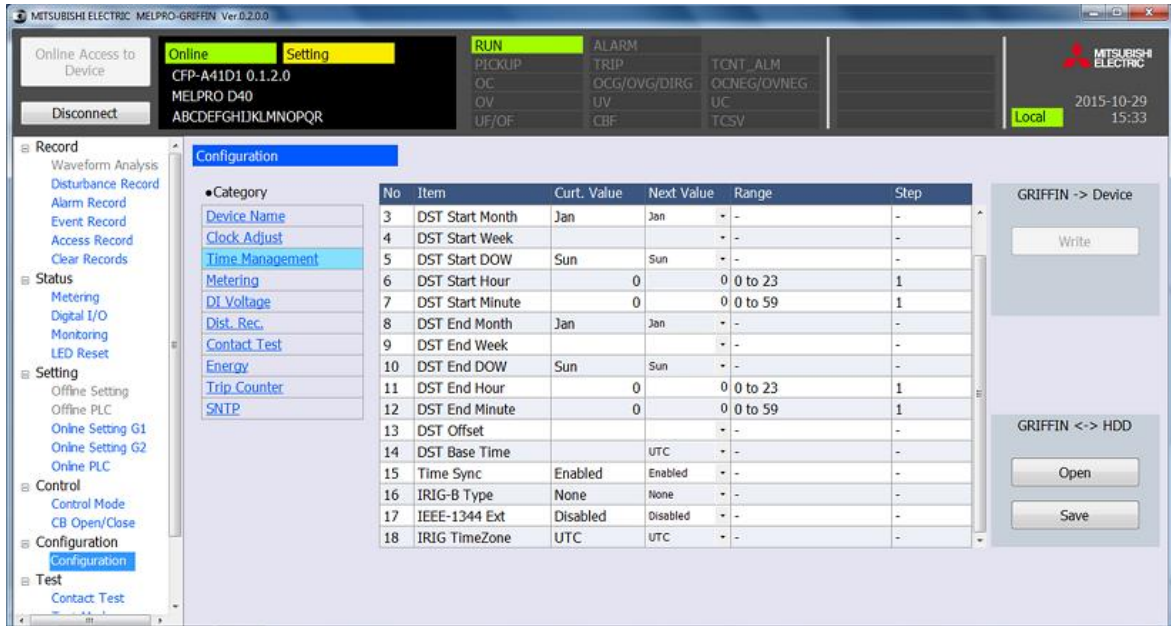 MITSUBISHI ELECTRIC MELPRO-GRIFFIN Ver.0.2.0.0
Online Access to
Device
Disconnect
Online Setting
CFP-A41D1 0.1.2.0
MELPRO D40
ABCDEFGHIJKLMNOPQR
RUN ALARM
PICKUP TRIP TCNT_ALM
OC OCG/OVG/DIRG OCNEG/OVNEG
OV UV UC
UF/OF CBF TCSV
MITSUBISHI
ELECTRIC
2015-10-29
Local 15:33
Record
Waveform Analysis
Disturbance Record
Alarm Record
Event Record
Access Record
Clear Records
Status
Metering
Digital I/O
Monitoring
LED Reset
Setting
Offline Setting
Offline PLC
Online Setting G1
Online Setting G2
Online PLC
Control
Control Mode
CB Open/Close
Configuration
Configuration
Test
Contact Test
Configuration
●Category
Device Name
Clock Adjust
Time Management
Metering
DI Voltage
Dist. Rec.
Contact Test
Energy
Trip Counter
SNTP
No Item Curt. Value Next Value Range Step
3 DST Start Month Jan Jan - -
4 DST Start Week - -
5 DST Start DOW Sun Sun - -
6 DST Start Hour 0 0 0 to 23 1
7 DST Start Minute 0 0 0 to 59 1
8 DST End Month Jan Jan - -
9 DST End Week - -
10 DST End DOW Sun Sun - -
11 DST End Hour 0 0 0 to 23 1
12 DST End Minute 0 0 0 to 59 1
13 DST Offset - -
14 DST Base Time UTC - -
15 Time Sync Enabled Enabled - -
16 IRIG-B Type None None - -
17 IEEE-1344 Ext Disabled Disabled - -
18 IRIG TimeZone UTC UTC - -
GRIFFIN -> Device
Write
GRIFFIN <-> HDD
Open
Save